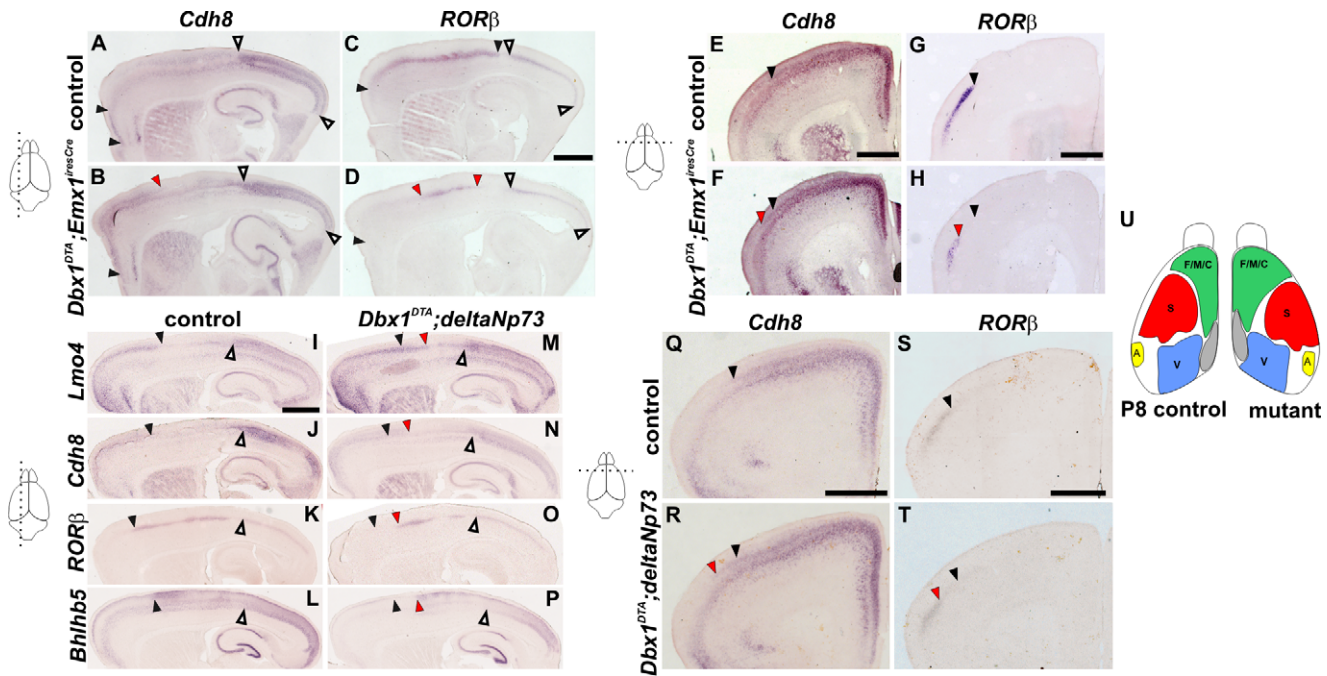 Cdh8
RORβ
Cdh8
RORβ
control
Dbx1DTA;Emx1iresCre
A
C
B
D
control
Dbx1DTA;Emx1iresCre
E
G
F
H
control
Dbx1DTA;deltaNp73
Lmo4
I
M
Cdh8
J
N
RORβ
K
O
Bhlhb5
L
P
Cdh8
RORβ
control
Dbx1DTA;deltaNp73
Q
S
R
T
U
F/M/C
F/M/C
S
S
A
V
V
A
P8 control
mutant